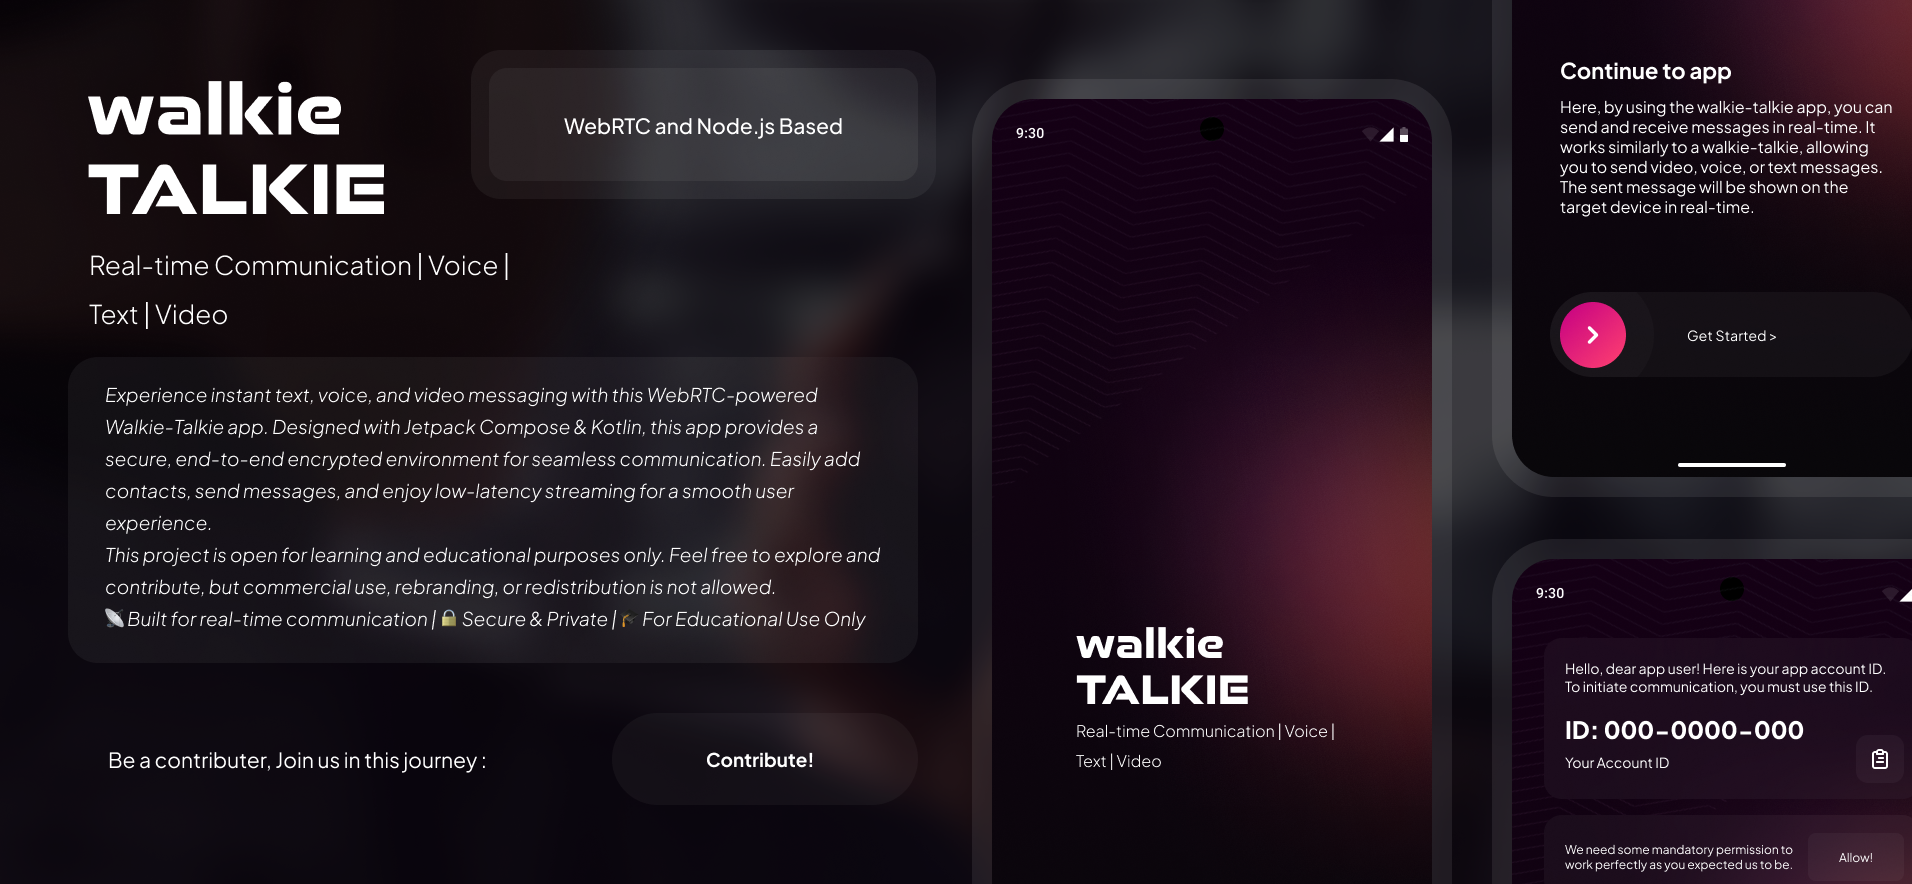 walkie
TALKIE
WebRTC and Node.js Based
Real-time Communication | Voice |
Text | Video
Experience instant text, voice, and video messaging with this WebRTC-powered
Walkie-Talkie app. Designed with Jetpack Compose & Kotlin, this app provides a
secure, end-to-end encrypted environment for seamless communication. Easily add
contacts, send messages, and enjoy low-latency streaming for a smooth user
experience.
This project is open for learning and educational purposes only. Feel free to explore and
contribute, but commercial use, rebranding, or redistribution is not allowed.
📡 Built for real-time communication | 🔒 Secure & Private | 🎓 For Educational Use Only
Be a contributer, Join us in this journey :
Contribute!
9:30
walkie
TALKIE
Real-time Communication | Voice |
Text | Video
Continue to app
Here, by using the walkie-talkie app, you can
send and receive messages in real-time. It
works similarly to a walkie-talkie, allowing
you to send video, voice, or text messages.
The sent message will be shown on the
target device in real-time.
Get Started >
9:30
Hello, dear app user! Here is your app account ID.
To initiate communication, you must use this ID.
ID: 000-0000-000
Your Account ID
We need some mandatory permission to
work perfectly as you expected us to be.
Allow!